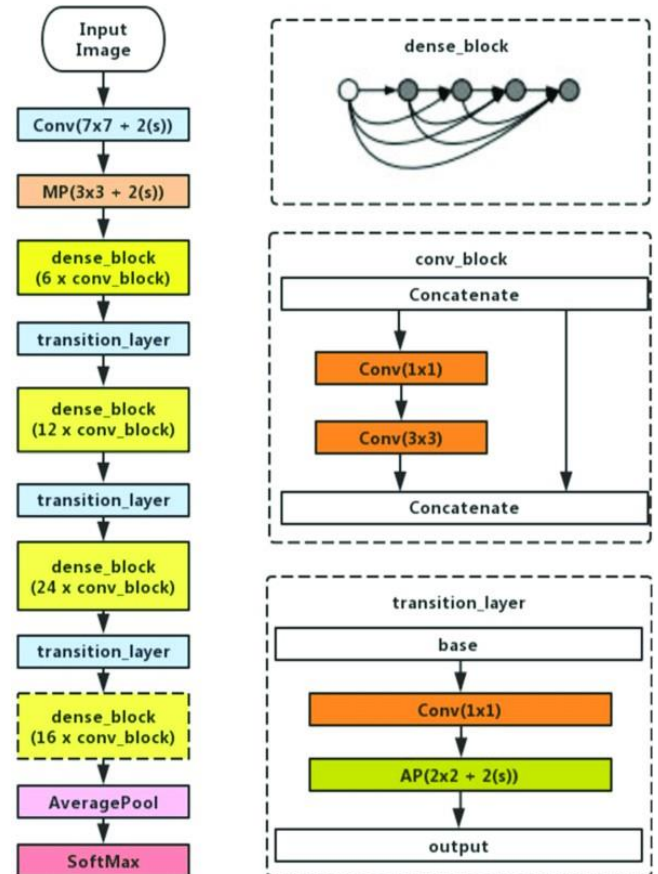 Input
Image
Conv(7x7 + 2(s))
MP(3x3 + 2(s))
dense_block
(6 x conv_block)
transition_layer
dense_block
(12 x conv_block)
transition_layer
dense_block
(24 x conv_block)
transition_layer
dense_block
(16 x conv_block)
AveragePool
SoftMax
dense_block
conv_block
Concatenate
Conv(1x1)
Conv(3x3)
Concatenate
transition_layer
base
Conv(1x1)
AP(2x2 + 2(s))
output